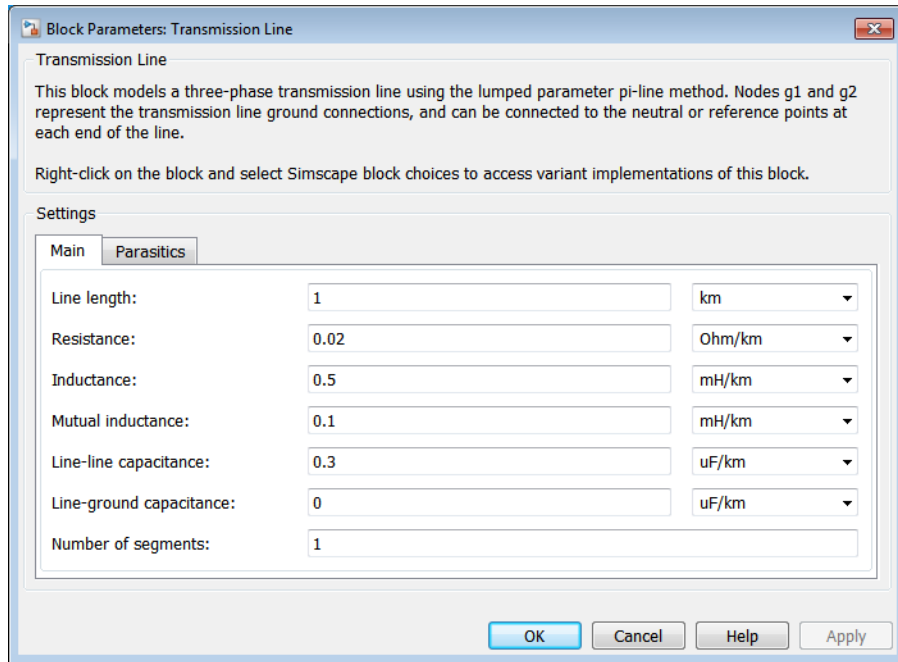 Block Parameters: Transmission Line
Transmission Line
This block models a three-phase transmission line using the lumped parameter pi-line method. Nodes g1 and g2
represent the transmission line ground connections, and can be connected to the neutral or reference points at
each end of the line.
Right-click on the block and select Simscape block choices to access variant implementations of this block.
Settings
Main Parasitics
Line length: 1 km
Resistance: 0.02 Ohm/km
Inductance: 0.5 mH/km
Mutual inductance: 0.1 mH/km
Line-line capacitance: 0.3 uF/km
Line-ground capacitance: 0 uF/km
Number of segments: 1
OK Cancel Help Apply